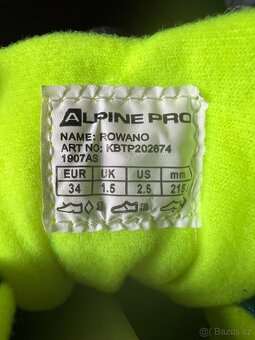 ALPINE PRO
NAME: ROWANO
ART NO: KBTP202674
1907AS
EUR UK US mm
34 1.5 2.5 215
sbazar.cz